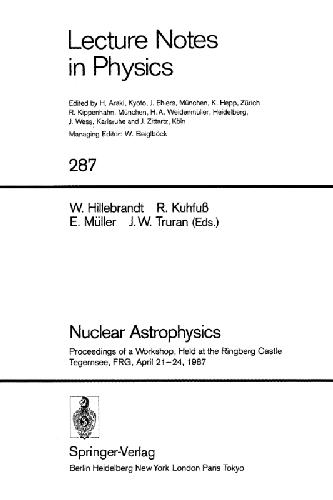 Lecture Notes
in Physics
Edited by H. Araki, Kyoto, J. Ehlers, München, K. Hepp, Zürich
R. Kippenhahn, München, H. A. Weidenmüller, Heidelberg,
J. Wess, Karlsruhe and J. Zittartz, Köln
Managing Editor: W. Beiglböck
287
W. Hillebrandt R. Kuhfuß
E. Müller J. W. Truran (Eds.)
Nuclear Astrophysics
Proceedings of a Workshop, Held at the Ringberg Castle
Tegernsee, FRG, April 21–24, 1987
Springer-Verlag
Berlin Heidelberg New York London Paris Tokyo